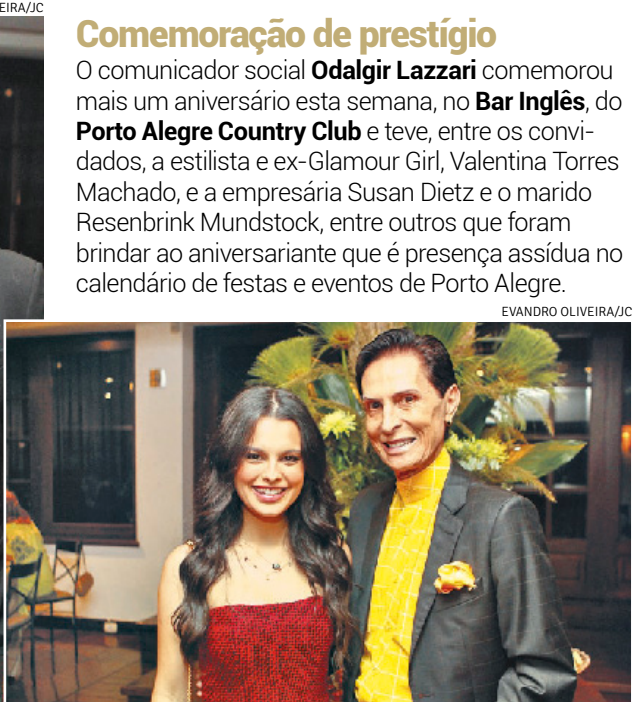 EIRA/JC
Comemoração de prestígio
O comunicador social Odalgir Lazzari comemorou
mais um aniversário esta semana, no Bar Inglês, do
Porto Alegre Country Club e teve, entre os convi-
dados, a estilista e ex-Glamour Girl, Valentina Torres
Machado, e a empresária Susan Dietz e o marido
Resenbrink Mundstock, entre outros que foram
brindar ao aniversariante que é presença assídua no
calendário de festas e eventos de Porto Alegre.
EVANDRO OLIVEIRA/JC